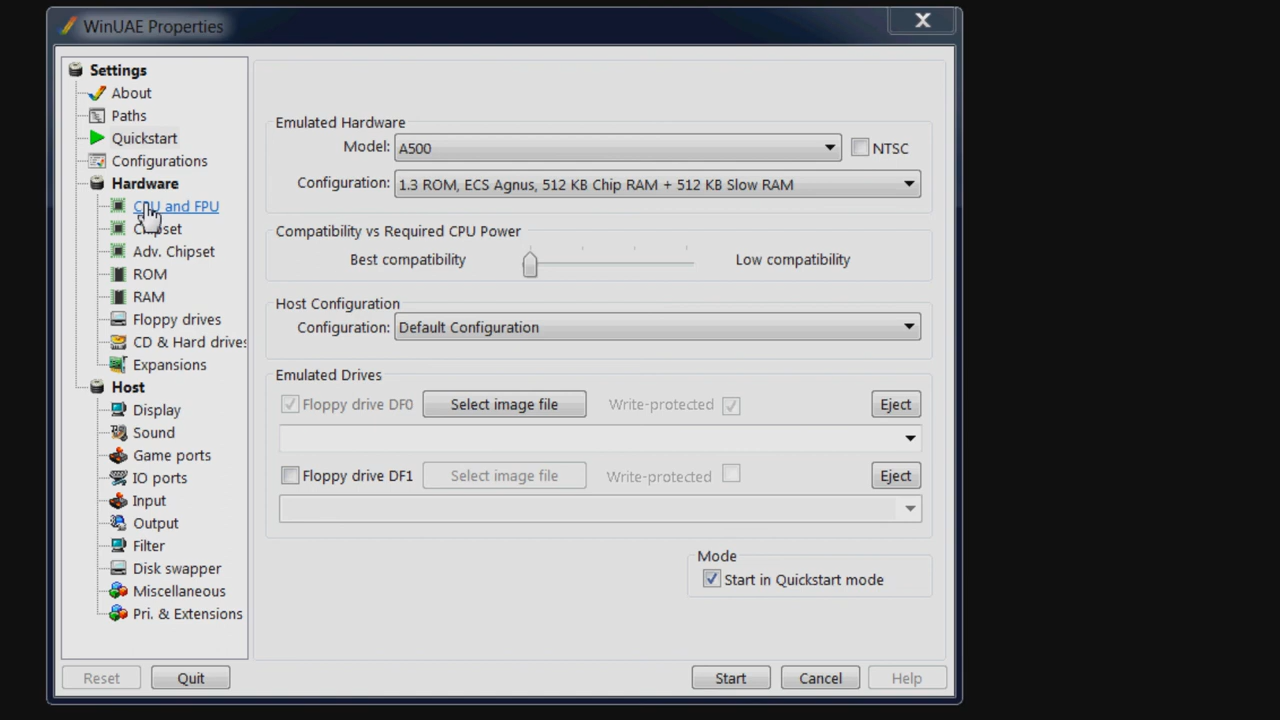 WinUAE Properties
X
Settings
About
Paths
Quickstart
Configurations
Hardware
CPU and FPU
Chipset
Adv. Chipset
ROM
RAM
Floppy drives
CD & Hard drives
Expansions
Host
Display
Sound
Game ports
IO ports
Input
Output
Filter
Disk swapper
Miscellaneous
Pri. & Extensions
Emulated Hardware
Model: A500 NTSC
Configuration: 1.3 ROM, ECS Agnus, 512 KB Chip RAM + 512 KB Slow RAM
Compatibility vs Required CPU Power
Best compatibility Low compatibility
Host Configuration
Configuration: Default Configuration
Emulated Drives
Floppy drive DF0 Select image file Write-protected Eject
Floppy drive DF1 Select image file Write-protected Eject
Mode
Start in Quickstart mode
Reset Quit Start Cancel Help